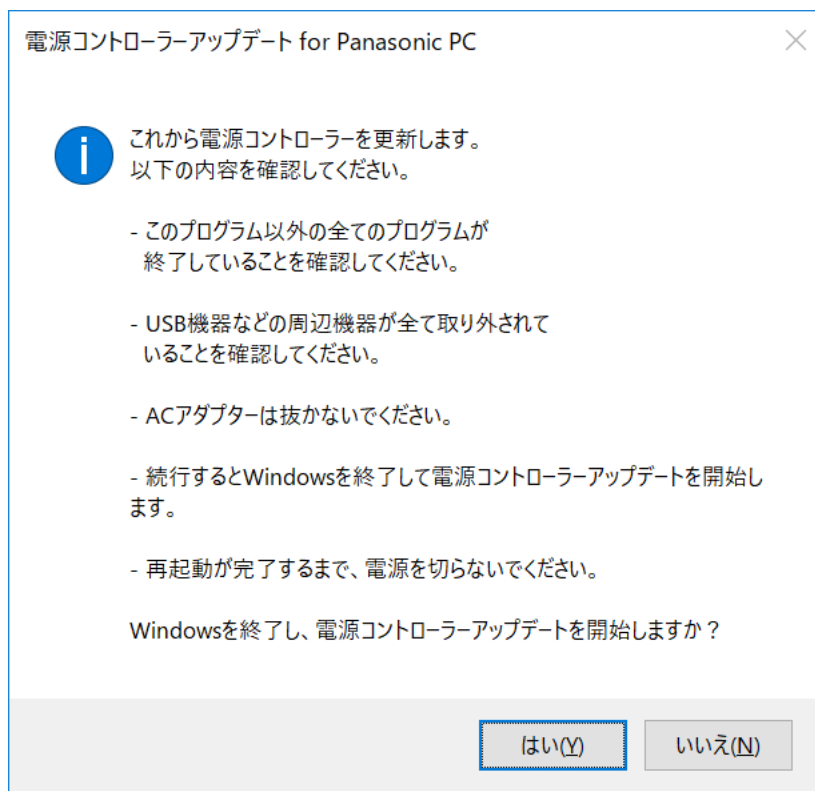 電源コントローラーアップデート for Panasonic PC
これから電源コントローラーを更新します。
以下の内容を確認してください。
- このプログラム以外の全てのプログラムが
終了していることを確認してください。
- USB機器などの周辺機器が全て取り外されて
いることを確認してください。
- ACアダプターは抜かないでください。
- 続行するとWindowsを終了して電源コントローラーアップデートを開始し
ます。
- 再起動が完了するまで、電源を切らないでください。
Windowsを終了し、電源コントローラーアップデートを開始しますか？
はい(Y)
いいえ(N)